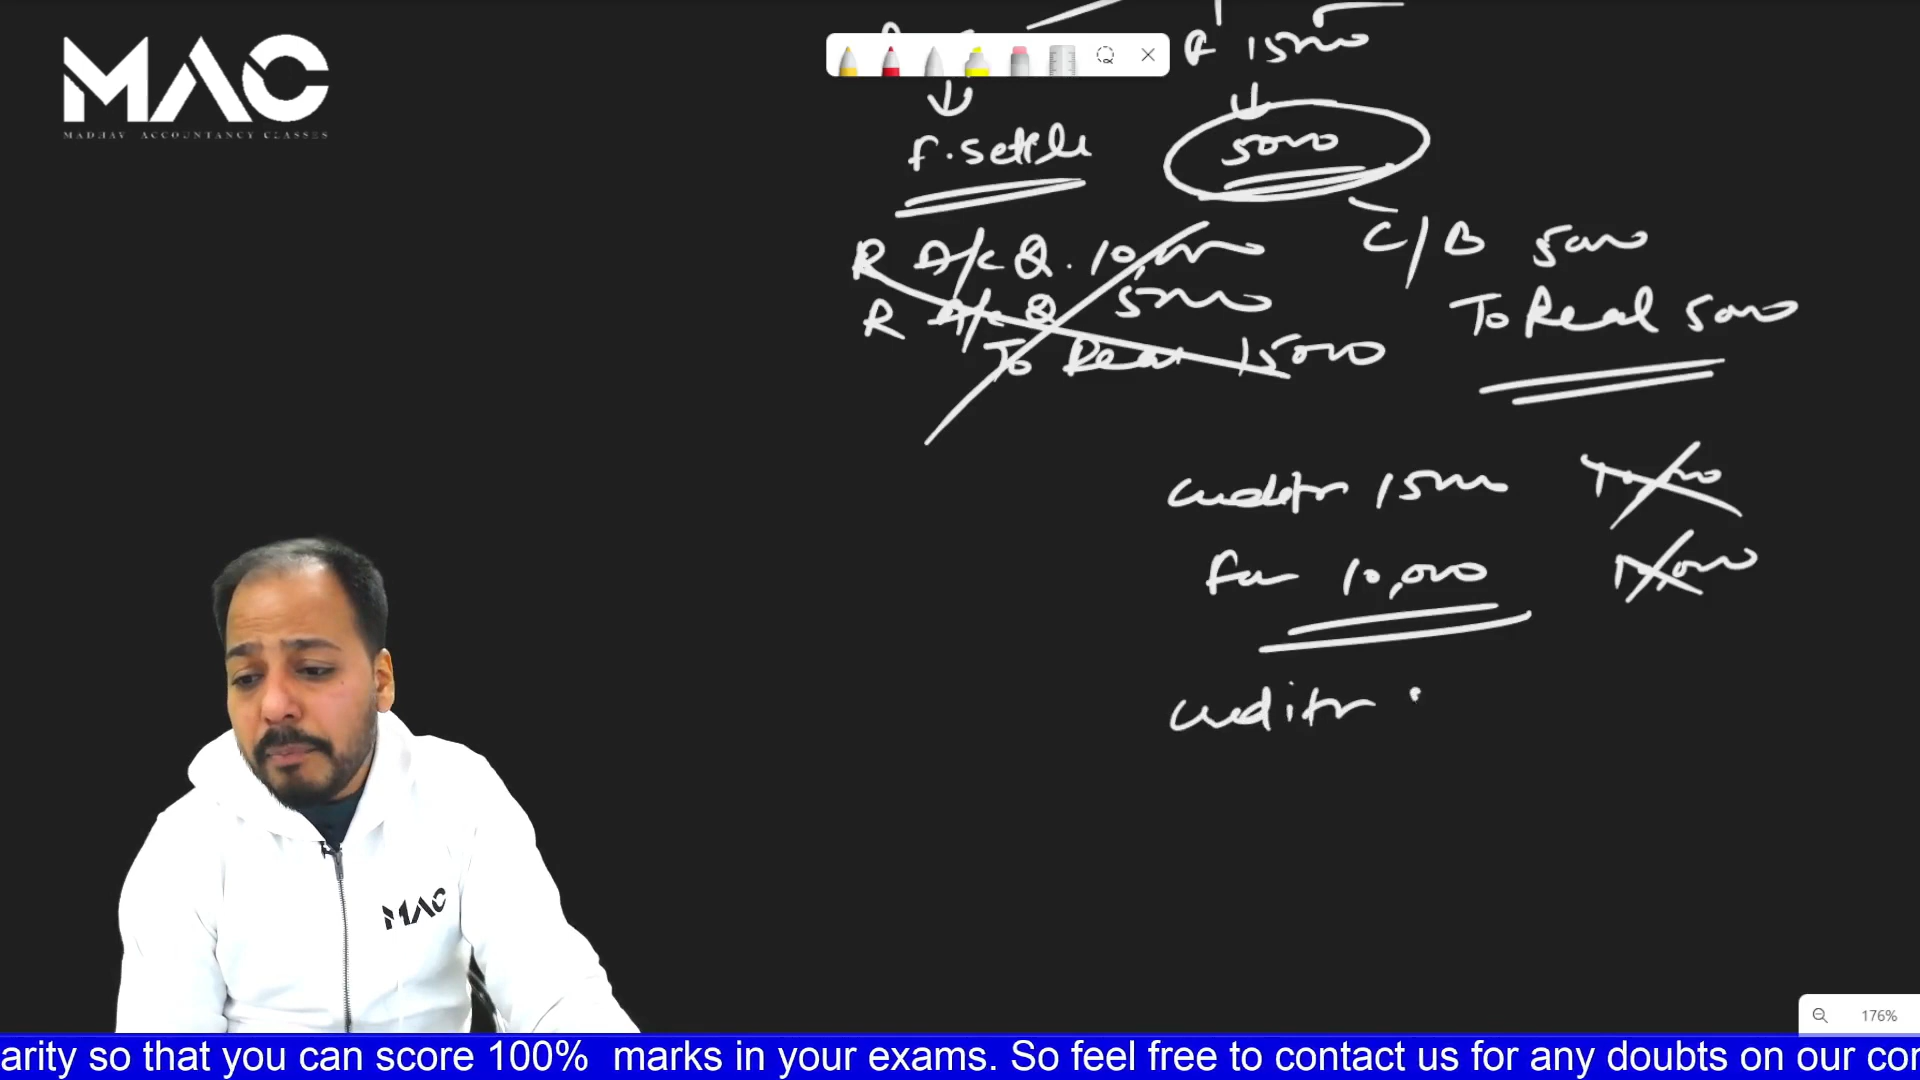 MAC
MADHAV ACCOUNTANCY CLASSES
15000
f. settle 5000
R A/c Q. 10,000
R A/c Q 5000
To Real 15000
C/B 5000
To Real 5000
creditor 15000
for 10,000
creditor
MAC
176%
arity so that you can score 100% marks in your exams. So feel free to contact us for any doubts on our cor